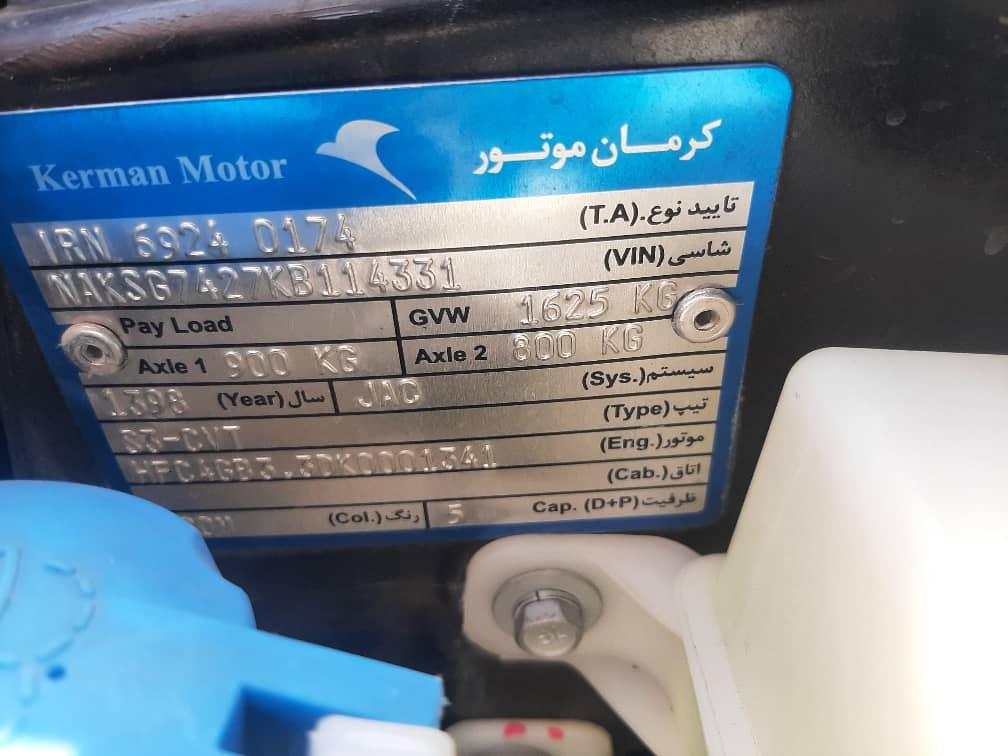 Kerman Motor کرمان موتور
IRN 6924 0174 تایید نوع.(T.A)
NAKSG7427KB114331 شاسی(VIN)
Pay Load GVW 1625 KG
Axle 1 900 KG Axle 2 800 KG
1398 سال(Year) JAC سیستم(Sys.)
S3-CVT تیپ(Type)
HFC4GB3.3DK0001341 موتور(Eng.)
اتاق(Cab.)
رنگ(Col.) 5 ظرفیت Cap. (D+P)